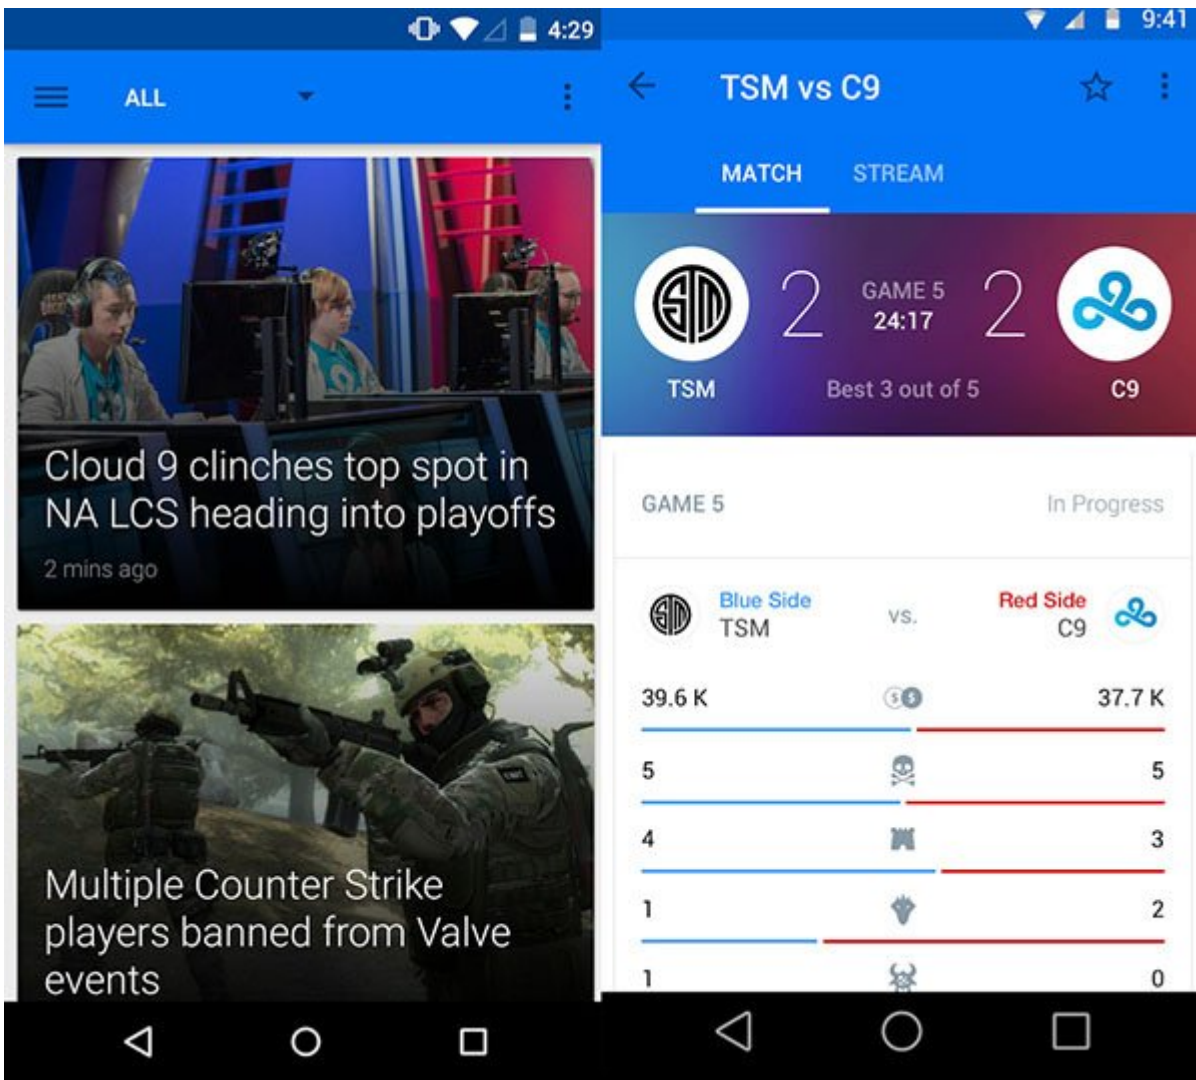 4:29
ALL
Cloud 9 clinches top spot in
NA LCS heading into playoffs
2 mins ago
Multiple Counter Strike
players banned from Valve
events
9:41
TSM vs C9
MATCH STREAM
2 GAME 5 2
24:17
TSM Best 3 out of 5 C9
GAME 5 In Progress
Blue Side Red Side
TSM vs. C9
39.6 K 37.7 K
5 5
4 3
1 2
1 0